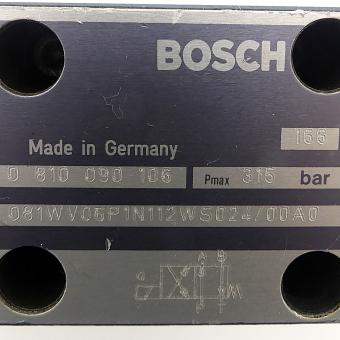 BOSCH
166
Made in Germany
0 810 090 106 Pmax 315 bar
081WV06P1N112WS024/00A0
A B
P T